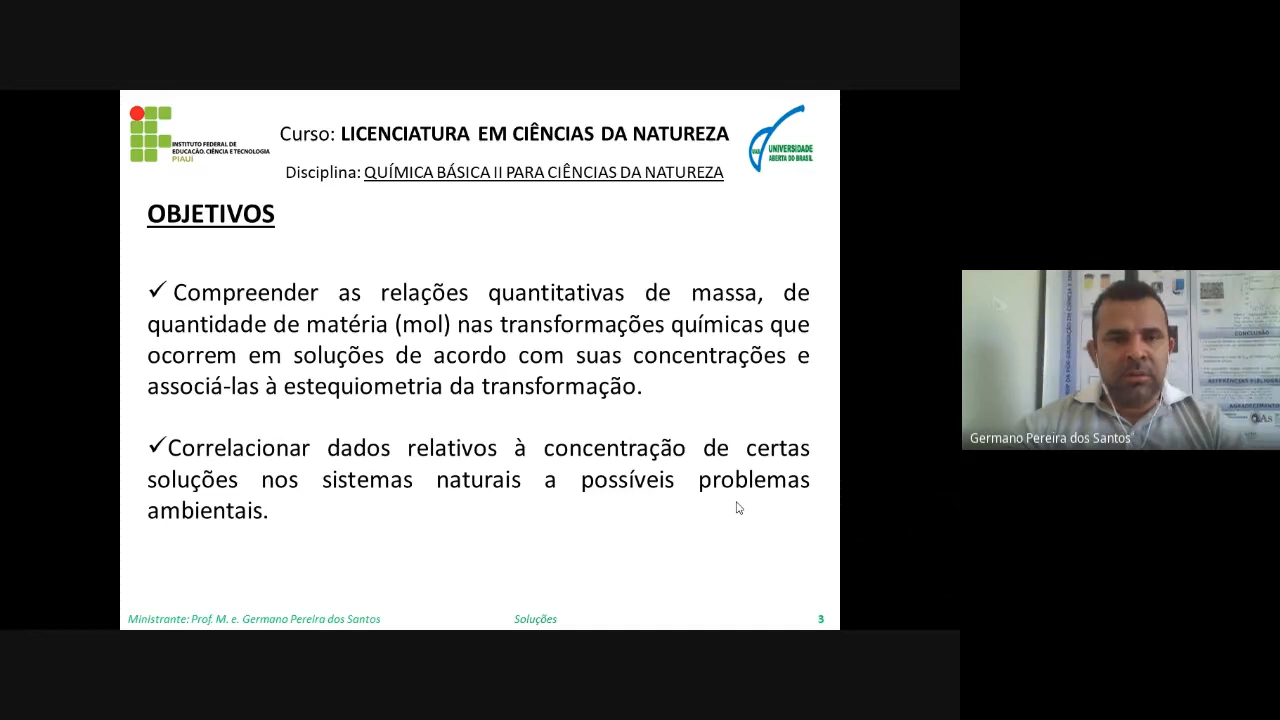 INSTITUTO FEDERAL DE
EDUCAÇÃO, CIÊNCIA E TECNOLOGIA
PIAUÍ
Curso: LICENCIATURA EM CIÊNCIAS DA NATUREZA
Disciplina: QUÍMICA BÁSICA II PARA CIÊNCIAS DA NATUREZA
UAB
UNIVERSIDADE
ABERTA DO BRASIL
OBJETIVOS
✓ Compreender as relações quantitativas de massa, de
quantidade de matéria (mol) nas transformações químicas que
ocorrem em soluções de acordo com suas concentrações e
associá-las à estequiometria da transformação.
✓Correlacionar dados relativos à concentração de certas
soluções nos sistemas naturais a possíveis problemas
ambientais.
Ministrante: Prof. M. e. Germano Pereira dos Santos
Soluções
3
CONCLUSÃO
AGRADECIMENTOS
Germano Pereira dos Santos